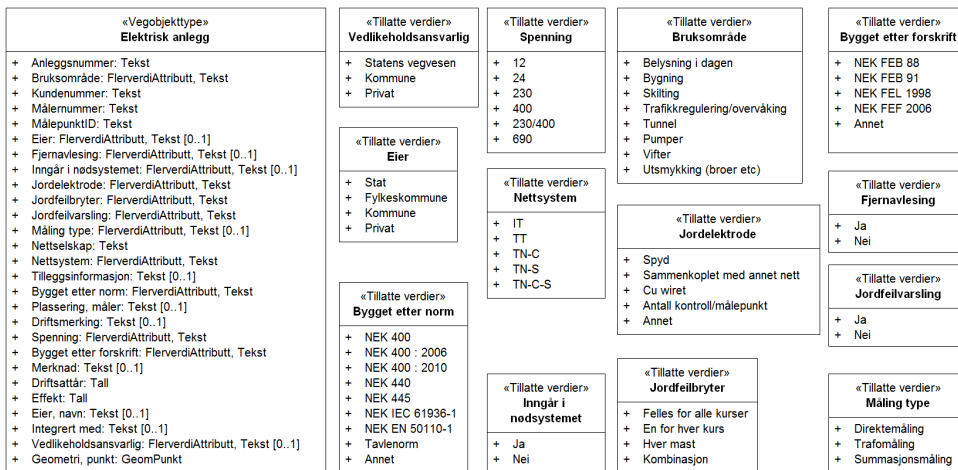 «Vegobjekttype»
Elektrisk anlegg
+ Anleggsnummer: Tekst
+ Bruksområde: FlerverdiAttributt, Tekst
+ Kundenummer: Tekst
+ Målernummer: Tekst
+ MålepunktID: Tekst
+ Eier: FlerverdiAttributt, Tekst [0..1]
+ Fjernavlesing: FlerverdiAttributt, Tekst [0..1]
+ Inngår i nødsystemet: FlerverdiAttributt, Tekst [0..1]
+ Jordelektrode: FlerverdiAttributt, Tekst
+ Jordfeilbryter: FlerverdiAttributt, Tekst
+ Jordfeilvarsling: FlerverdiAttributt, Tekst
+ Måling type: FlerverdiAttributt, Tekst [0..1]
+ Nettselskap: Tekst
+ Nettsystem: FlerverdiAttributt, Tekst
+ Tilleggsinformasjon: Tekst [0..1]
+ Bygget etter norm: FlerverdiAttributt, Tekst
+ Plassering, måler: Tekst [0..1]
+ Driftsmerking: Tekst [0..1]
+ Spenning: FlerverdiAttributt, Tekst
+ Bygget etter forskrift: FlerverdiAttributt, Tekst
+ Merknad: Tekst [0..1]
+ Driftsattår: Tall
+ Effekt: Tall
+ Eier, navn: Tekst [0..1]
+ Integrert med: Tekst [0..1]
+ Vedlikeholdsansvarlig: FlerverdiAttributt, Tekst [0..1]
+ Geometri, punkt: GeomPunkt
«Tillatte verdier»
Vedlikeholdsansvarlig
+ Statens vegvesen
+ Kommune
+ Privat
«Tillatte verdier»
Eier
+ Stat
+ Fylkeskommune
+ Kommune
+ Privat
«Tillatte verdier»
Bygget etter norm
+ NEK 400
+ NEK 400 : 2006
+ NEK 400 : 2010
+ NEK 440
+ NEK 445
+ NEK IEC 61936-1
+ NEK EN 50110-1
+ Tavlenorm
+ Annet
«Tillatte verdier»
Spenning
+ 12
+ 24
+ 230
+ 400
+ 230/400
+ 690
«Tillatte verdier»
Nettsystem
+ IT
+ TT
+ TN-C
+ TN-S
+ TN-C-S
«Tillatte verdier»
Inngår i
nødsystemet
+ Ja
+ Nei
«Tillatte verdier»
Bruksområde
+ Belysning i dagen
+ Bygning
+ Skilting
+ Trafikkregulering/overvåking
+ Tunnel
+ Pumper
+ Vifter
+ Utsmykking (broer etc)
«Tillatte verdier»
Jordelektrode
+ Spyd
+ Sammenkoplet med annet nett
+ Cu wiret
+ Antall kontroll/målepunkt
+ Annet
«Tillatte verdier»
Jordfeilbryter
+ Felles for alle kurser
+ En for hver kurs
+ Hver mast
+ Kombinasjon
«Tillatte verdier»
Bygget etter forskrift
+ NEK FEB 88
+ NEK FEB 91
+ NEK FEL 1998
+ NEK FEF 2006
+ Annet
«Tillatte verdier»
Fjernavlesing
+ Ja
+ Nei
«Tillatte verdier»
Jordfeilvarsling
+ Ja
+ Nei
«Tillatte verdier»
Måling type
+ Direktemåling
+ Trafomåling
+ Summasjonsmåling